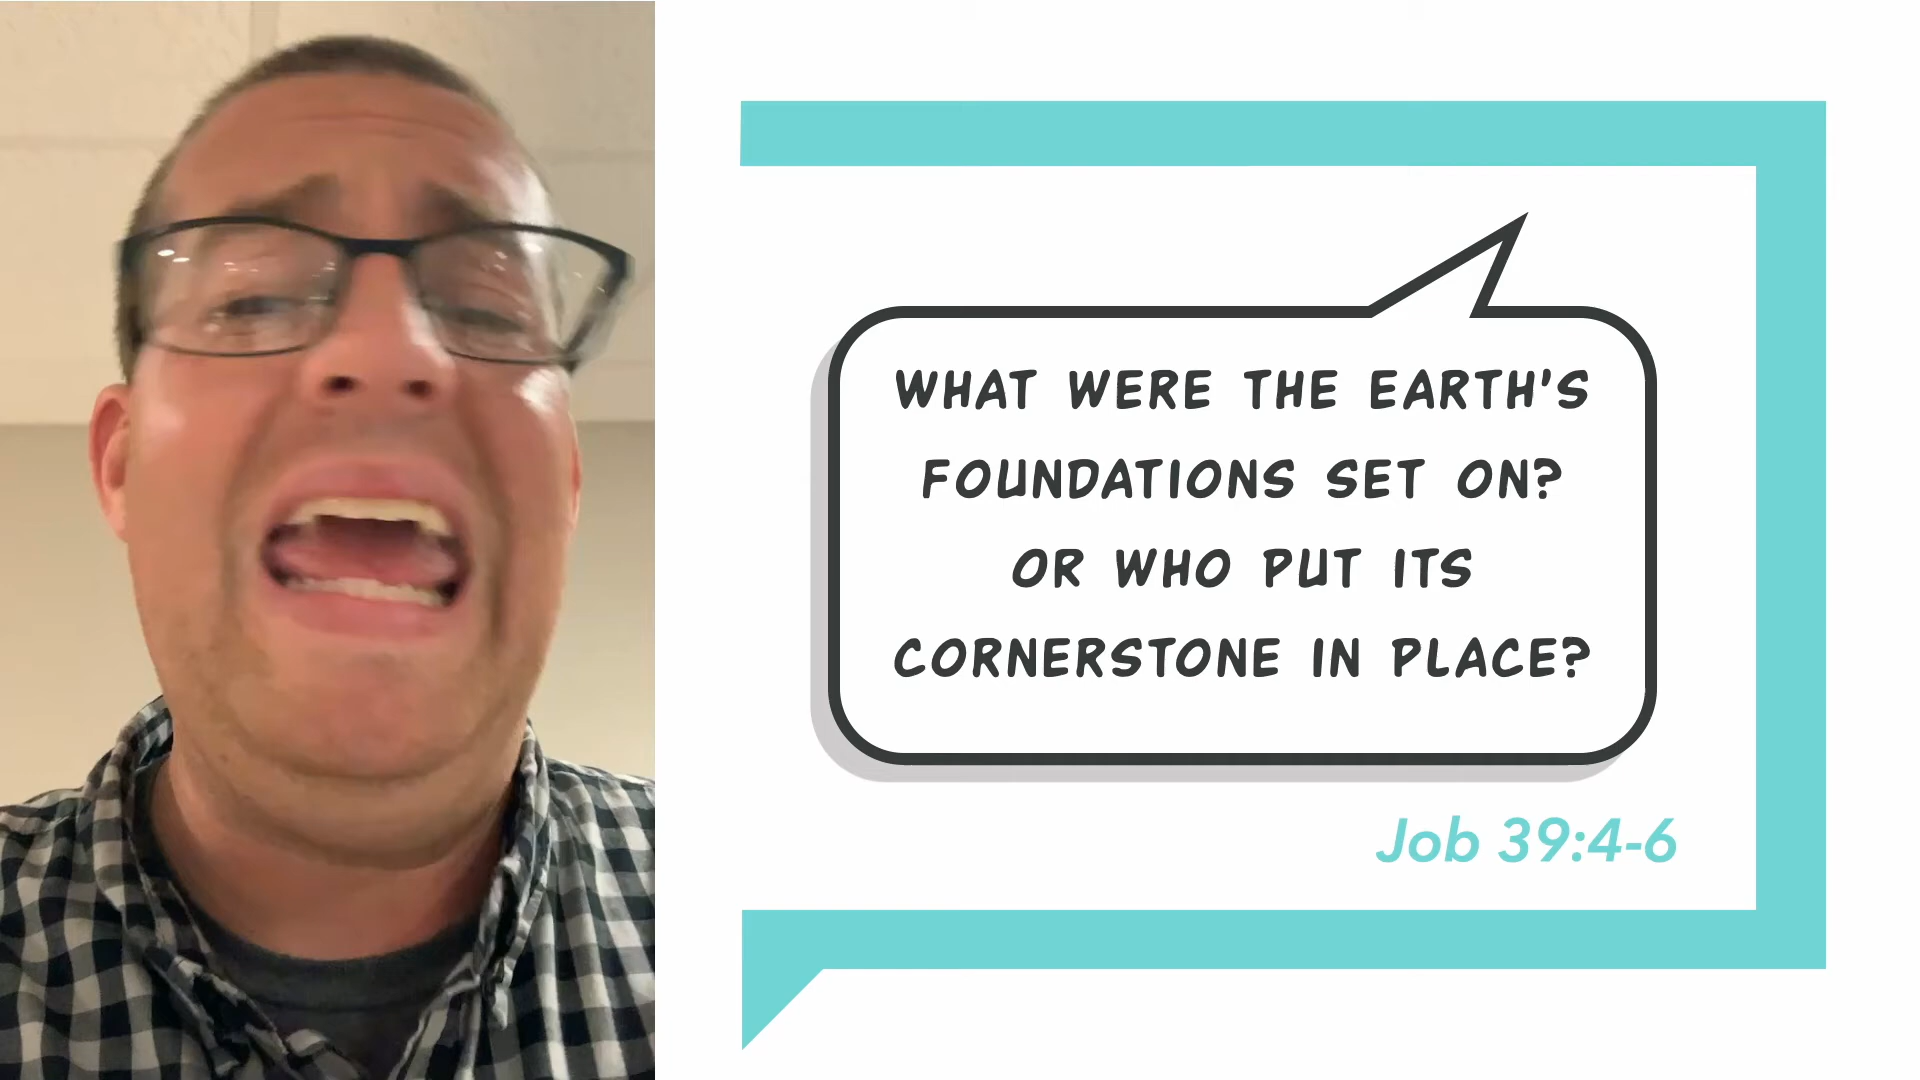 WHAT WERE THE EARTH'S
FOUNDATIONS SET ON?
OR WHO PUT ITS
CORNERSTONE IN PLACE?
Job 39:4-6